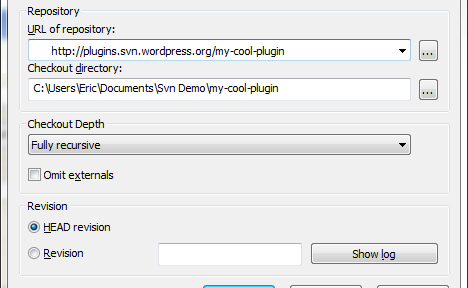 Repository
URL of repository:
http://plugins.svn.wordpress.org/my-cool-plugin
...
Checkout directory:
C:\Users\Eric\Documents\Svn Demo\my-cool-plugin
...
Checkout Depth
Fully recursive
Omit externals
Revision
HEAD revision
Revision
Show log